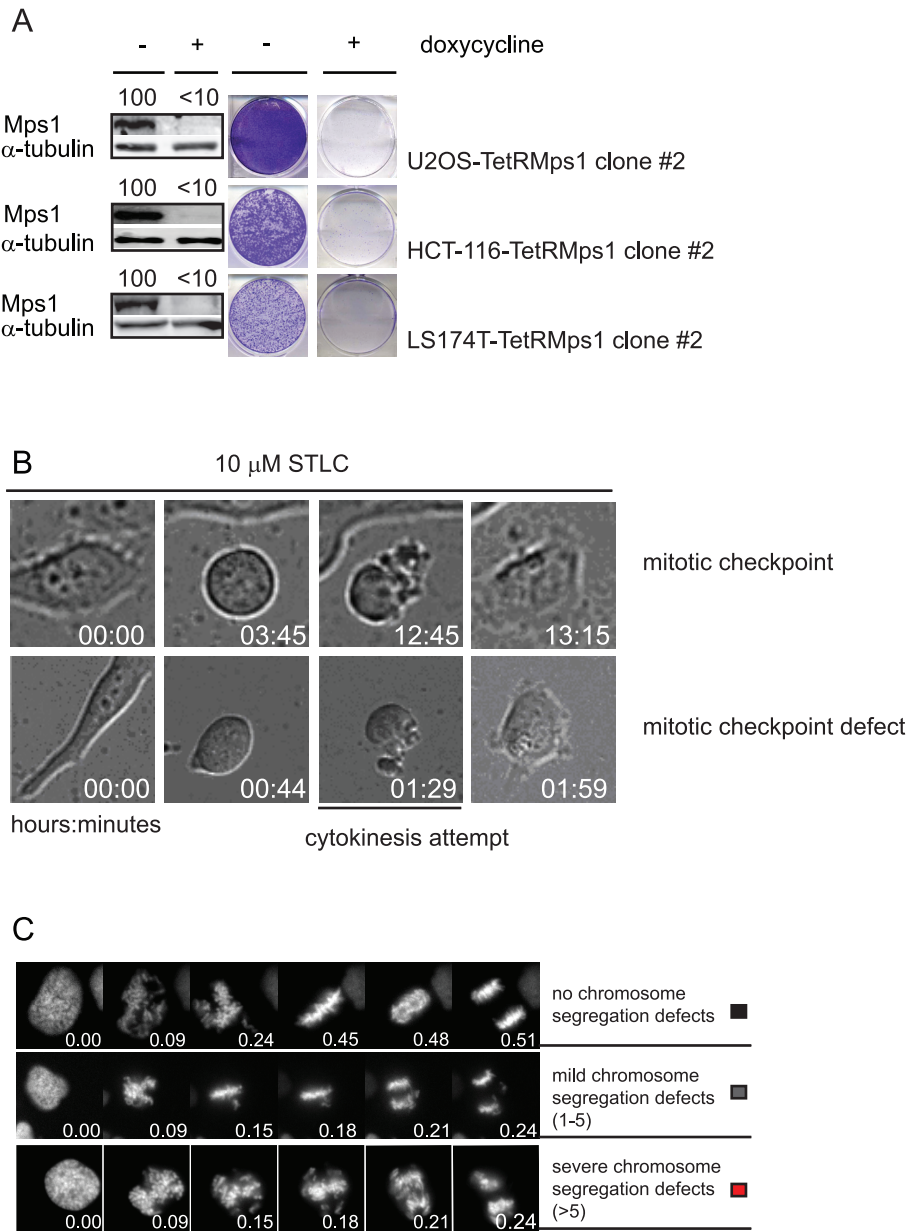 A
- + - + doxycycline
100 <10
Mps1
α-tubulin
U2OS-TetRMps1 clone #2
100 <10
Mps1
α-tubulin
HCT-116-TetRMps1 clone #2
100 <10
Mps1
α-tubulin
LS174T-TetRMps1 clone #2
B
10 μM STLC
00:00 03:45 12:45 13:15
mitotic checkpoint
00:00 00:44 01:29 01:59
mitotic checkpoint defect
hours:minutes
cytokinesis attempt
C
0.00 0.09 0.24 0.45 0.48 0.51
no chromosome
segregation defects
0.00 0.09 0.15 0.18 0.21 0.24
mild chromosome
segregation defects
(1-5)
0.00 0.09 0.15 0.18 0.21 0.24
severe chromosome
segregation defects
(>5)